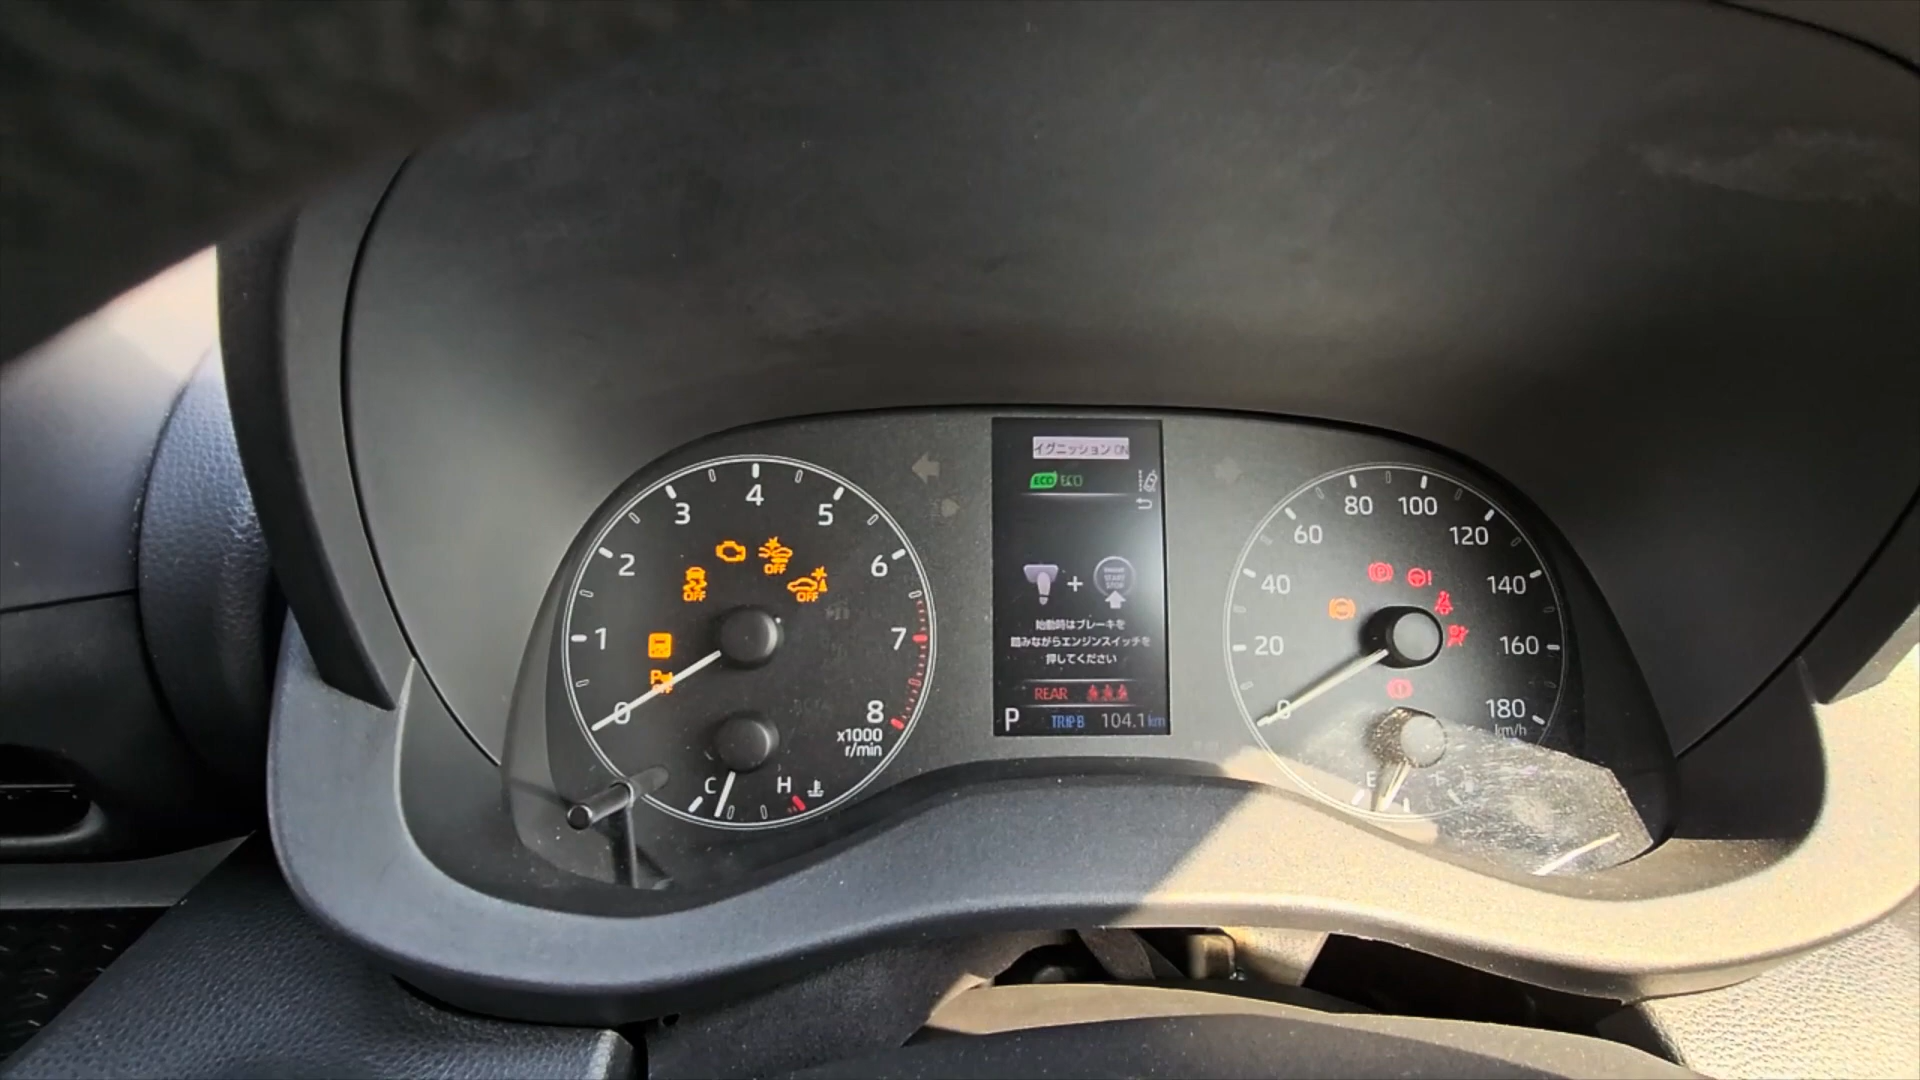 イグニッション ON
ECO ECO
始動時はブレーキを
踏みながらエンジンスイッチを
押してください
REAR
P TRIP B 104.1 km
0
1
2
3
4
5
6
7
8
x1000
r/min
OFF
OFF
OFF
C H
0
20
40
60
80
100
120
140
160
180
km/h
E